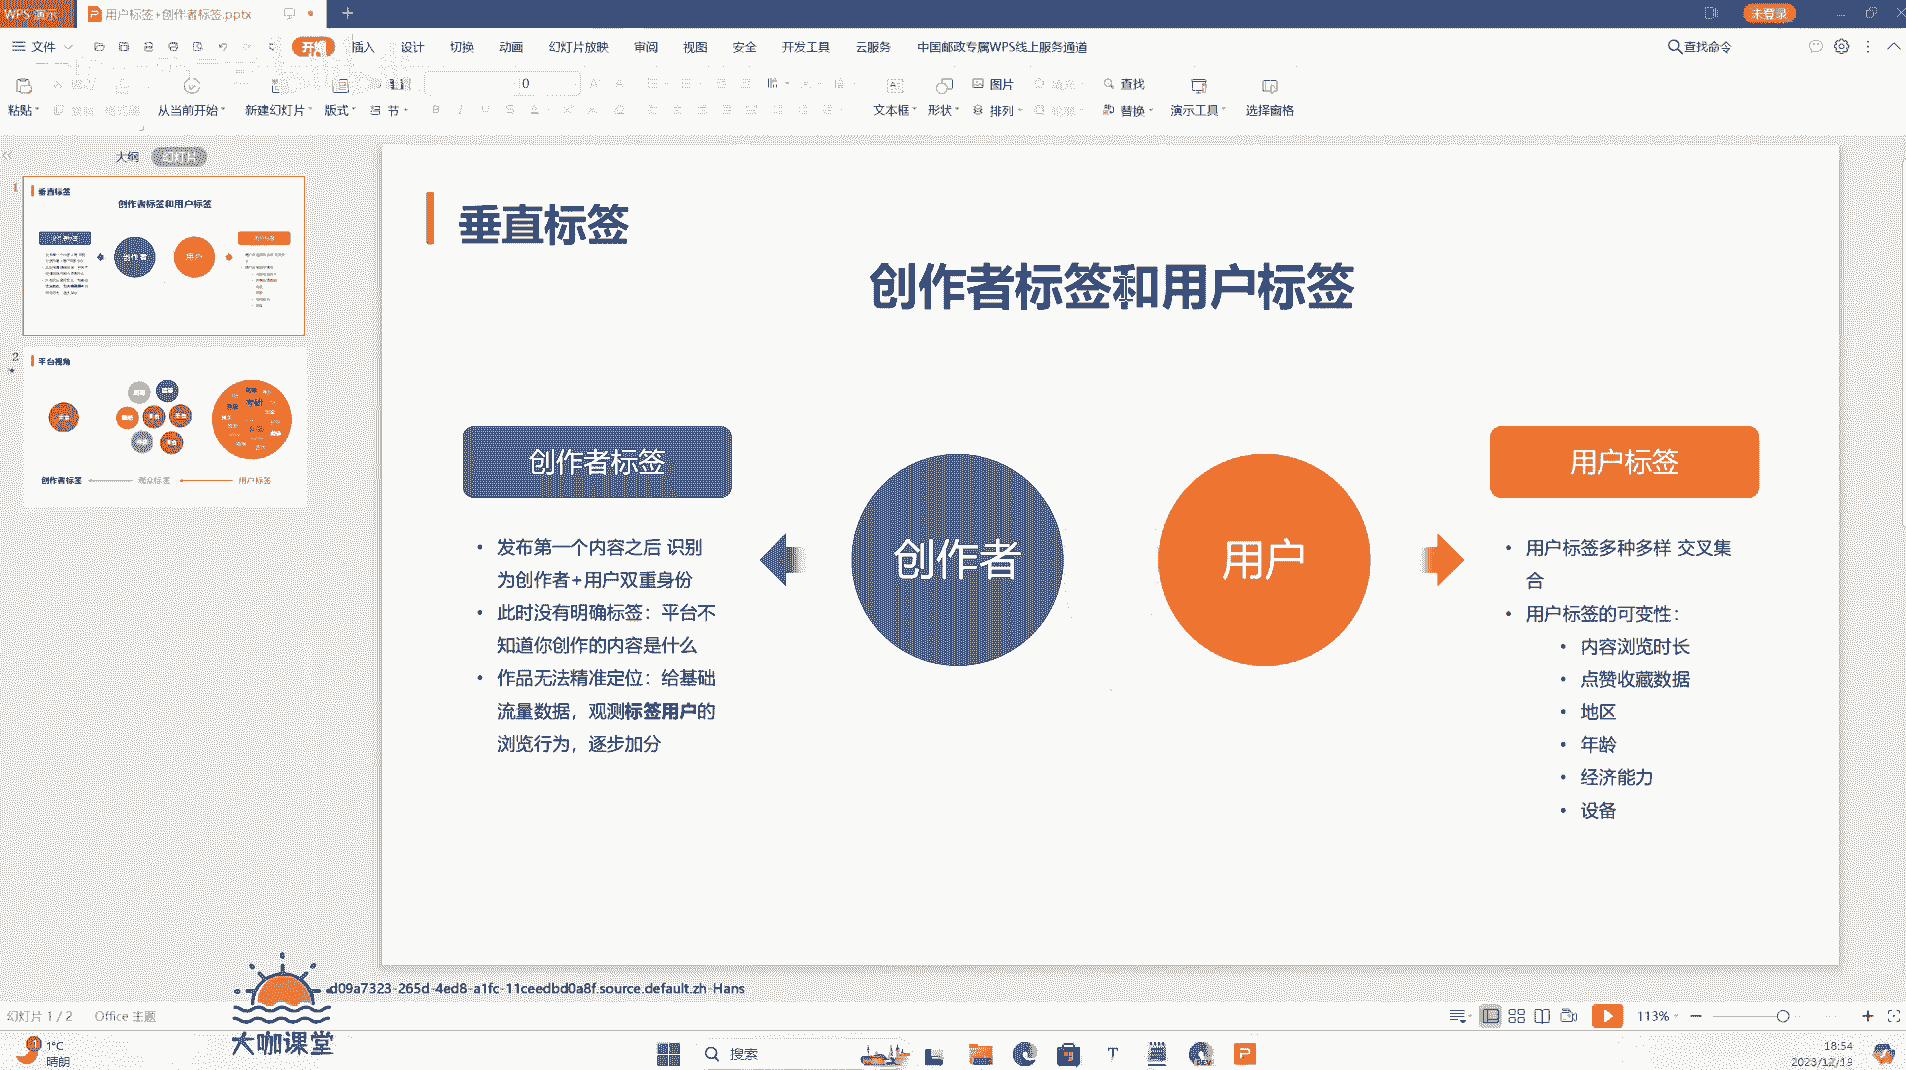 WPS 演示
用户标签+创作者标签.pptx
未登录
文件
开始
插入
设计
切换
动画
幻灯片放映
审阅
视图
安全
开发工具
云服务
中国邮政专属WPS线上服务通道
查找命令
粘贴
从当前开始
新建幻灯片
版式
节
0
文本框
形状
图片
排列
查找
替换
演示工具
选择窗格
大纲
幻灯片
1
垂直标签
创作者标签和用户标签
创作者
用户
2
平台视角
创作者标签
观众标签
用户标签
垂直标签
创作者标签和用户标签
创作者标签
• 发布第一个内容之后 识别
为创作者+用户双重身份
• 此时没有明确标签：平台不
知道你创作的内容是什么
• 作品无法精准定位：给基础
流量数据，观测标签用户的
浏览行为，逐步加分
创作者
用户
用户标签
• 用户标签多种多样 交叉集
合
• 用户标签的可变性：
• 内容浏览时长
• 点赞收藏数据
• 地区
• 年龄
• 经济能力
• 设备
d09a7323-265d-4ed8-a1fc-11ceedbd0a8f.source.default.zh-Hans
幻灯片 1 / 2
Office 主题
113%
大咖课堂
1°C
晴朗
搜索
18:54
2023/12/19